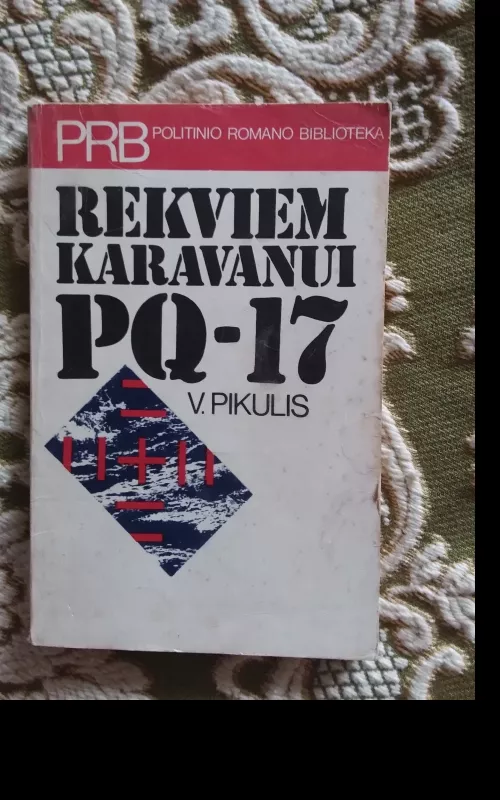 PRB POLITINIO ROMANO BIBLIOTEKA
REKVIEM
KARAVANUI
PQ-17
V. PIKULIS